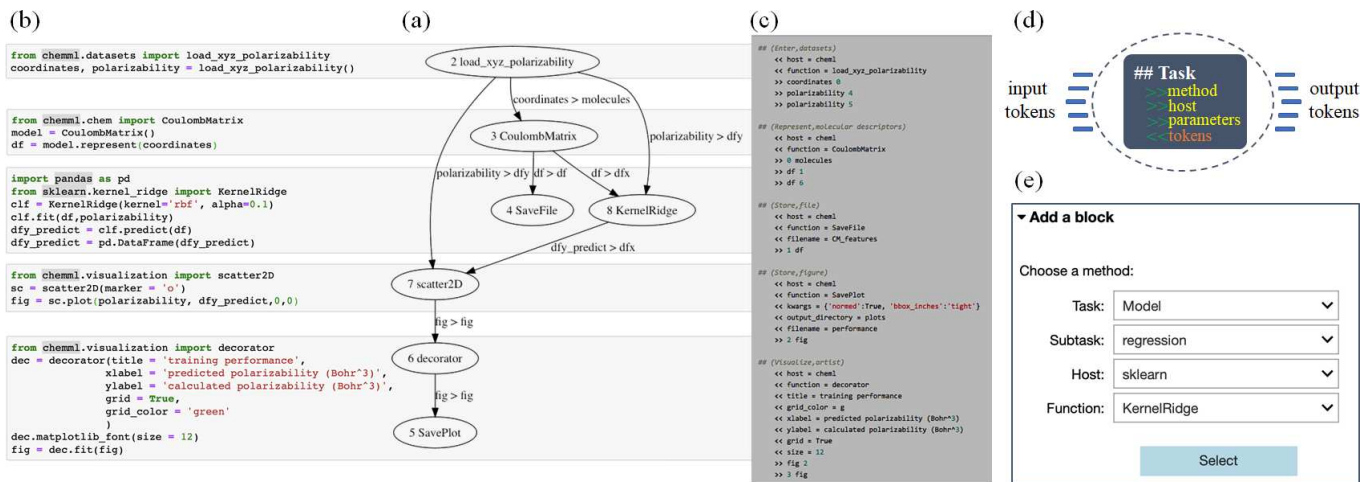 (b)
from chemml.datasets import load_xyz_polarizability
coordinates, polarizability = load_xyz_polarizability()
from chemml.chem import CoulombMatrix
model = CoulombMatrix()
df = model.represent(coordinates)
import pandas as pd
from sklearn.kernel_ridge import KernelRidge
clf = KernelRidge(kernel='rbf', alpha=0.1)
clf.fit(df,polarizability)
dfy_predict = clf.predict(df)
dfy_predict = pd.DataFrame(dfy_predict)
from chemml.visualization import scatter2D
sc = scatter2D(marker = 'o')
fig = sc.plot(polarizability, dfy_predict,0,0)
from chemml.visualization import decorator
dec = decorator(title = 'training performance',
xlabel = 'predicted polarizability (Bohr^3)',
ylabel = 'calculated polarizability (Bohr^3)',
grid = True,
grid_color = 'green'
)
dec.matplotlib_font(size = 12)
fig = dec.fit(fig)
(a)
2 load_xyz_polarizability
coordinates > molecules
3 CoulombMatrix
polarizability > dfy
polarizability > dfy
df > df
df > dfx
4 SaveFile
8 KernelRidge
dfy_predict > dfx
7 scatter2D
fig > fig
6 decorator
fig > fig
5 SavePlot
(c)
## (Enter,datasets)
<< host = cheml
<< function = load_xyz_polarizability
>> coordinates 0
>> polarizability 4
>> polarizability 5
## (Represent,molecular descriptors)
<< host = cheml
<< function = CoulombMatrix
>> 0 molecules
>> df 1
>> df 6
## (Store,file)
<< host = cheml
<< function = SaveFile
<< filename = CM_features
>> 1 df
## (Store,figure)
<< host = cheml
<< function = SavePlot
<< kwargs = {'normed':True, 'bbox_inches':'tight'}
<< output_directory = plots
<< filename = performance
>> 2 fig
## (Visualize,artist)
<< host = cheml
<< function = decorator
<< title = training performance
<< grid_color = g
<< xlabel = predicted polarizability (Bohr^3)
<< ylabel = calculated polarizability (Bohr^3)
<< grid = True
<< size = 12
>> fig 2
>> 3 fig
(d)
input
tokens
## Task
>>method
>>host
>>parameters
<<tokens
output
tokens
(e)
Add a block
Choose a method:
Task: Model
Subtask: regression
Host: sklearn
Function: KernelRidge
Select